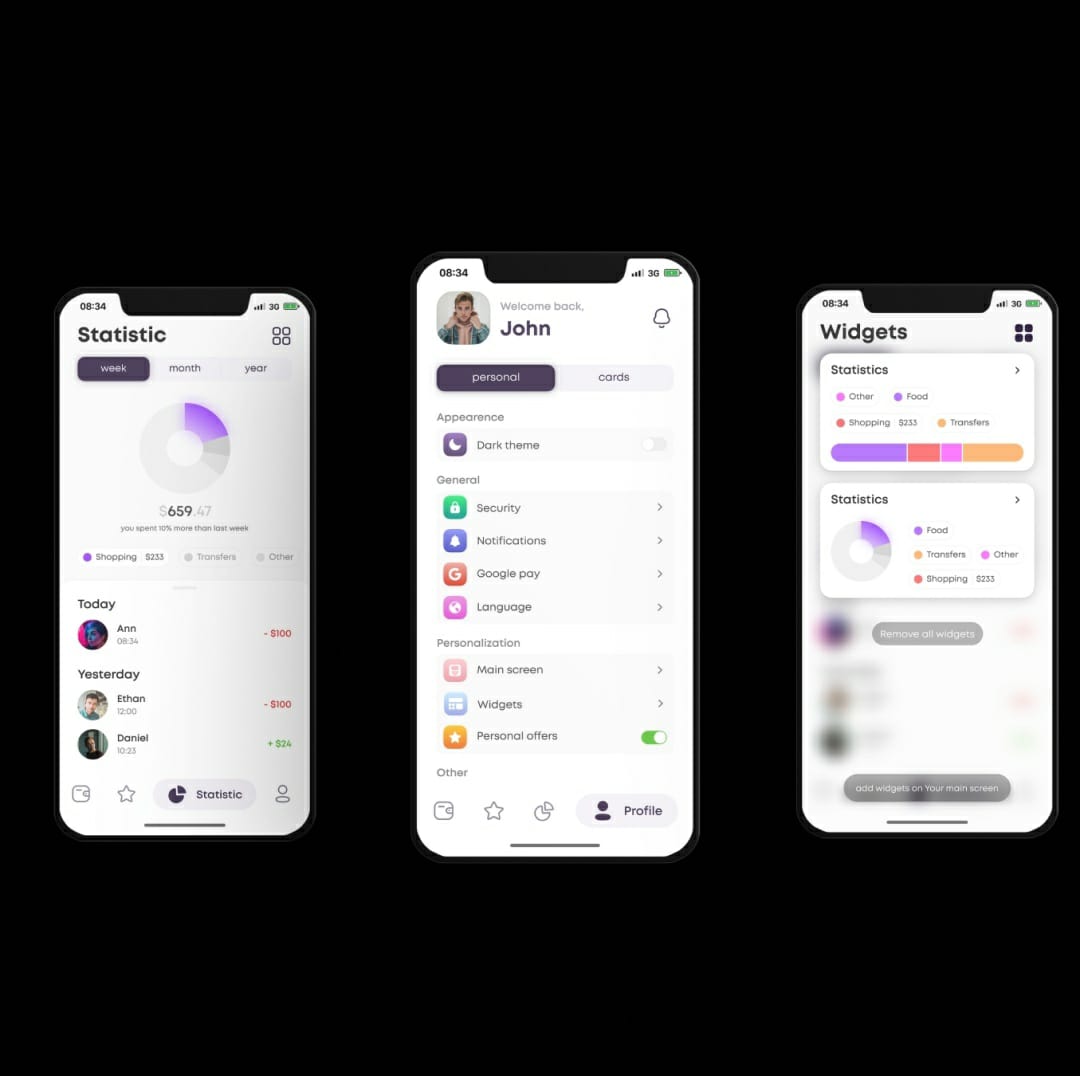 08:34
3G
Statistic
week
month
year
$659.47
you spent 10% more than last week
Shopping $233
Transfers
Other
Today
Ann
08:34
- $100
Yesterday
Ethan
12:00
- $100
Daniel
10:23
+ $24
Statistic
08:34
3G
Welcome back,
John
personal
cards
Appearence
Dark theme
General
Security
Notifications
G
Google pay
Language
Personalization
Main screen
Widgets
Personal offers
Other
Profile
08:34
3G
Widgets
Statistics
Other
Food
Shopping $233
Transfers
Statistics
Food
Transfers
Other
Shopping $233
Remove all widgets
add widgets on Your main screen